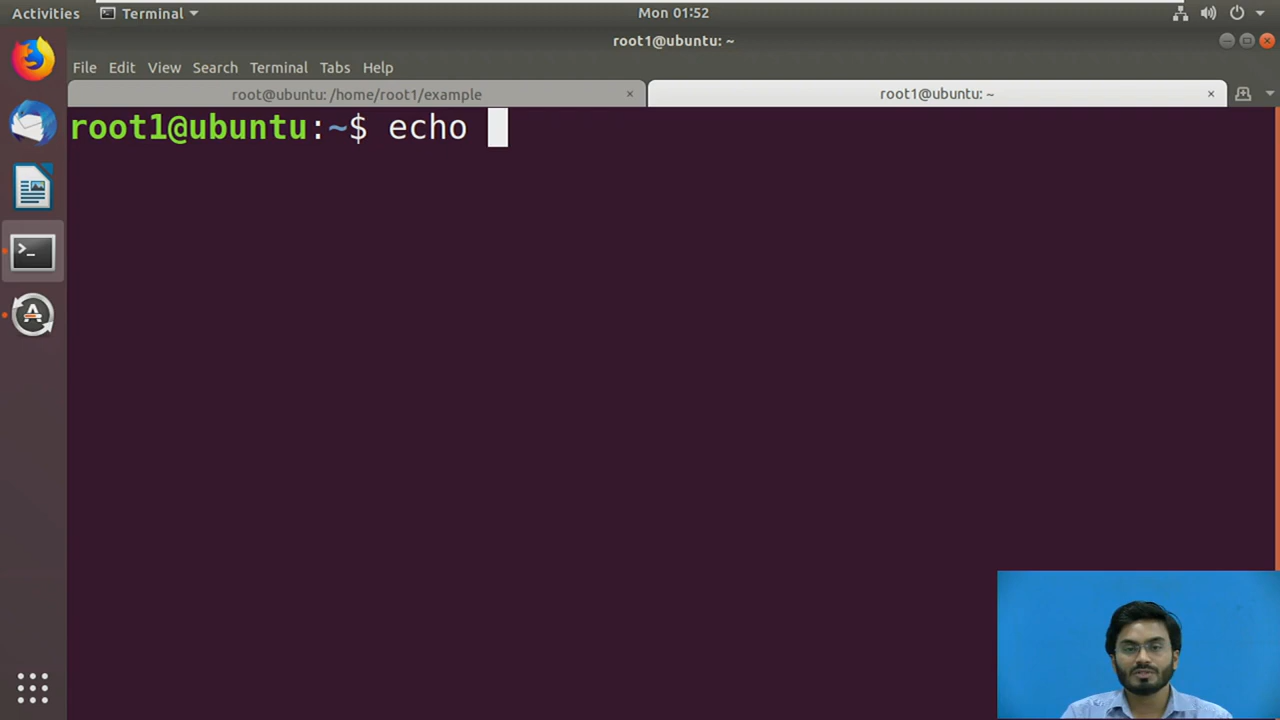 Activities Terminal Mon 01:52
root1@ubuntu: ~
File Edit View Search Terminal Tabs Help
root@ubuntu: /home/root1/example × root1@ubuntu: ~ ×
root1@ubuntu:~$ echo